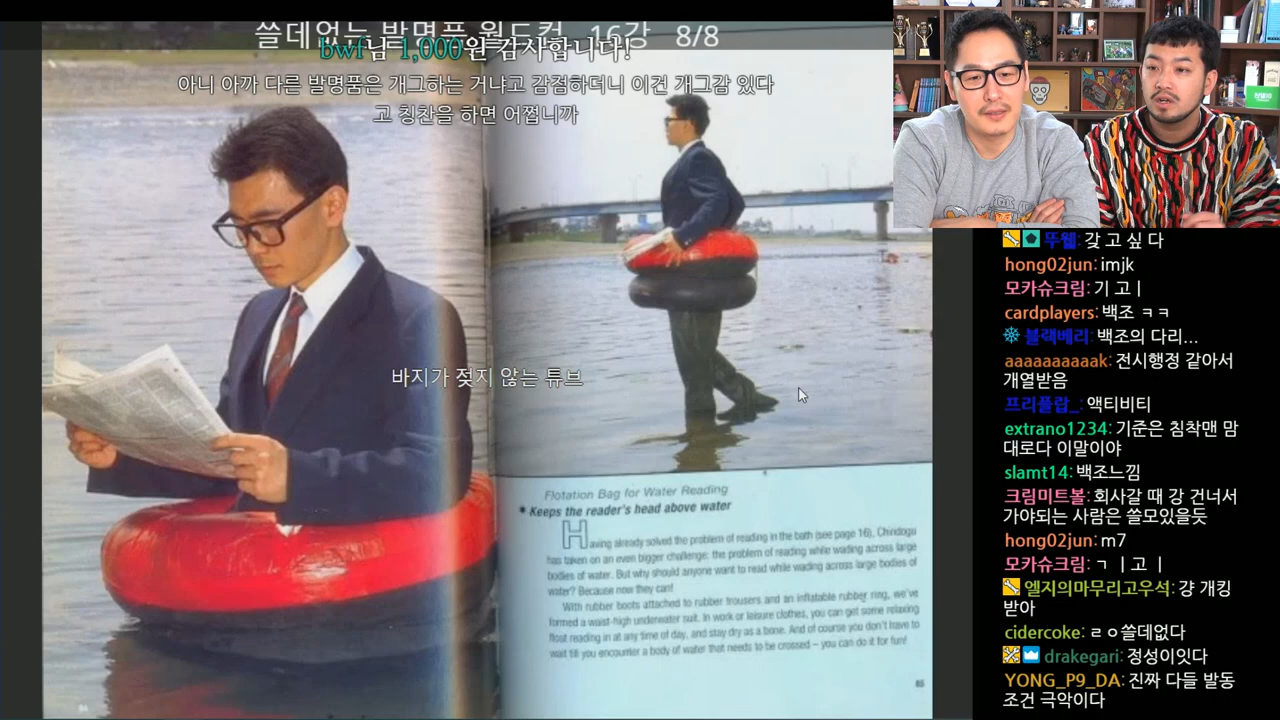 쓸데없는 발명품 월드컵 16강 8/8
bwf님 1,000원 감사합니다!
아니 아까 다른 발명품은 개그하는 거냐고 감점하더니 이건 개그감 있다
고 칭찬을 하면 어쩝니까
바지가 젖지 않는 튜브
Flotation Bag for Water Reading
* Keeps the reader's head above water
Having already solved the problem of reading in the bath (see page 16), Chindogu
has taken on an even bigger challenge: the problem of reading while wading across large
bodies of water. But why should anyone want to read while wading across large bodies of
water? Because now they can!
With rubber boots attached to rubber trousers and an inflatable rubber ring, we've
formed a waist-high underwater suit. In work or leisure clothes, you can get some relaxing
float reading in at any time of day, and stay dry as a bone. And of course you don't have to
wait till you encounter a body of water that needs to be crossed – you can do it for fun!
84
85
뚜웹: 갖 고 싶 다
hong02jun: imjk
모카슈크림: 기 고 |
cardplayers: 백조 ㅋㅋ
블랙베리: 백조의 다리...
aaaaaaaaaak: 전시행정 같아서
개열받음
프리플랍_: 액티비티
extrano1234: 기준은 침착맨 맘
대로다 이말이야
slamt14: 백조느낌
크림미트볼: 회사갈 때 강 건너서
가야되는 사람은 쓸모있을듯
hong02jun: m7
모카슈크림: ㄱ ㅣ고 ㅣ
엘지의마무리고우석: 걍 개킹
받아
cidercoke: ㄹㅇ쓸데없다
drakegari: 정성이잇다
YONG_P9_DA: 진짜 다들 발동
조건 극악이다